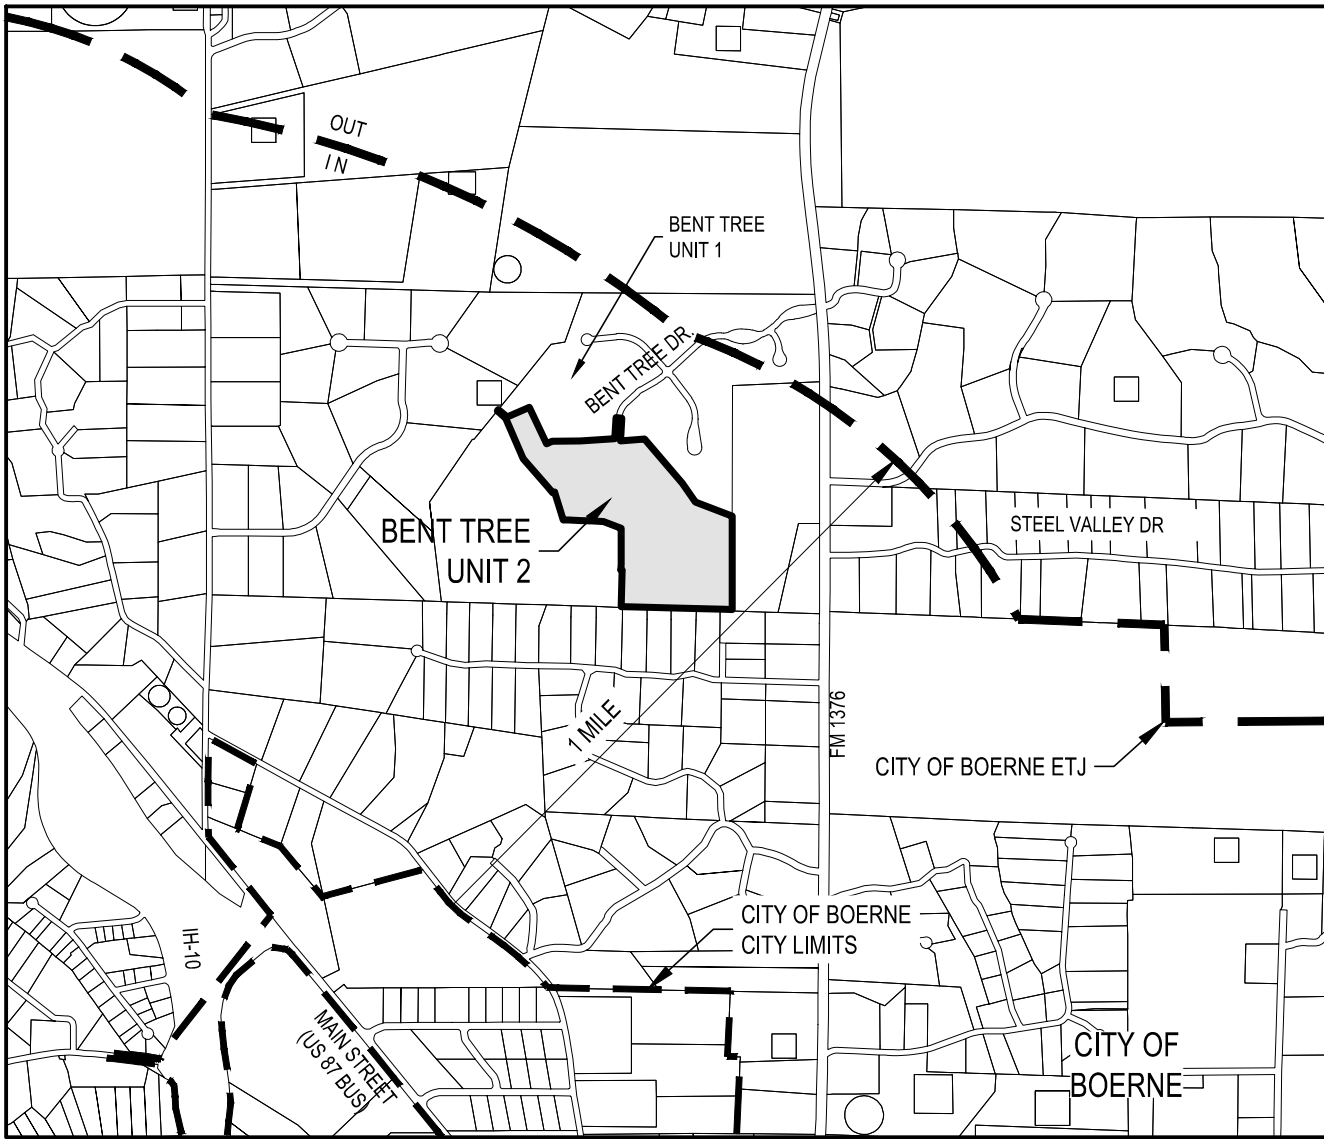 OUT
IN
BENT TREE
UNIT 1
BENT TREE DR.
BENT TREE
UNIT 2
STEEL VALLEY DR
1 MILE
FM 1376
CITY OF BOERNE ETJ
CITY OF BOERNE
CITY LIMITS
IH-10
MAIN STREET
(US 87 BUS)
CITY OF
BOERNE